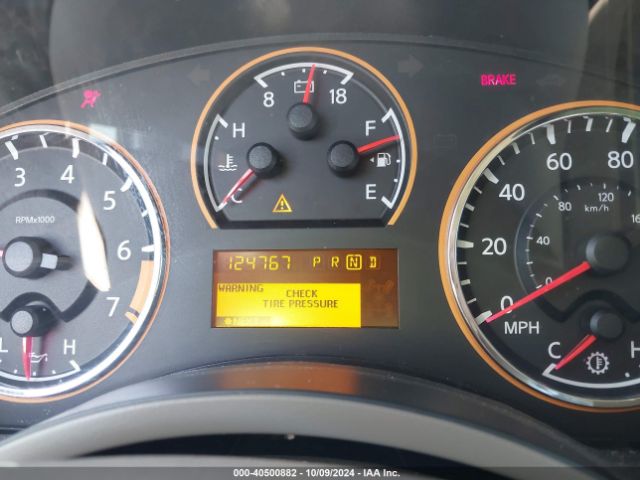 BRAKE
8 18
H F
C E
3 4 5 6 7
RPMx1000
L H
124767 P R N D
WARNING CHECK
TIRE PRESSURE
0 20 40 60 80
0 40 80 120
km/h
MPH
C H
000-40500882 - 10/09/2024 - IAA Inc.